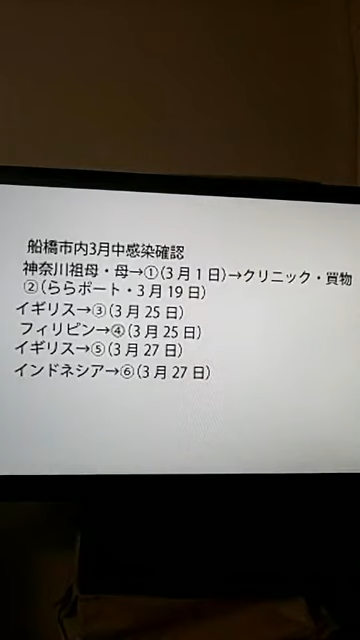 船橋市内3月中感染確認
神奈川祖母・母→①(3月1日)→クリニック・買物
②(ららポート・3月19日)
イギリス→③(3月25日)
フィリピン→④(3月25日)
イギリス→⑤(3月27日)
インドネシア→⑥(3月27日)